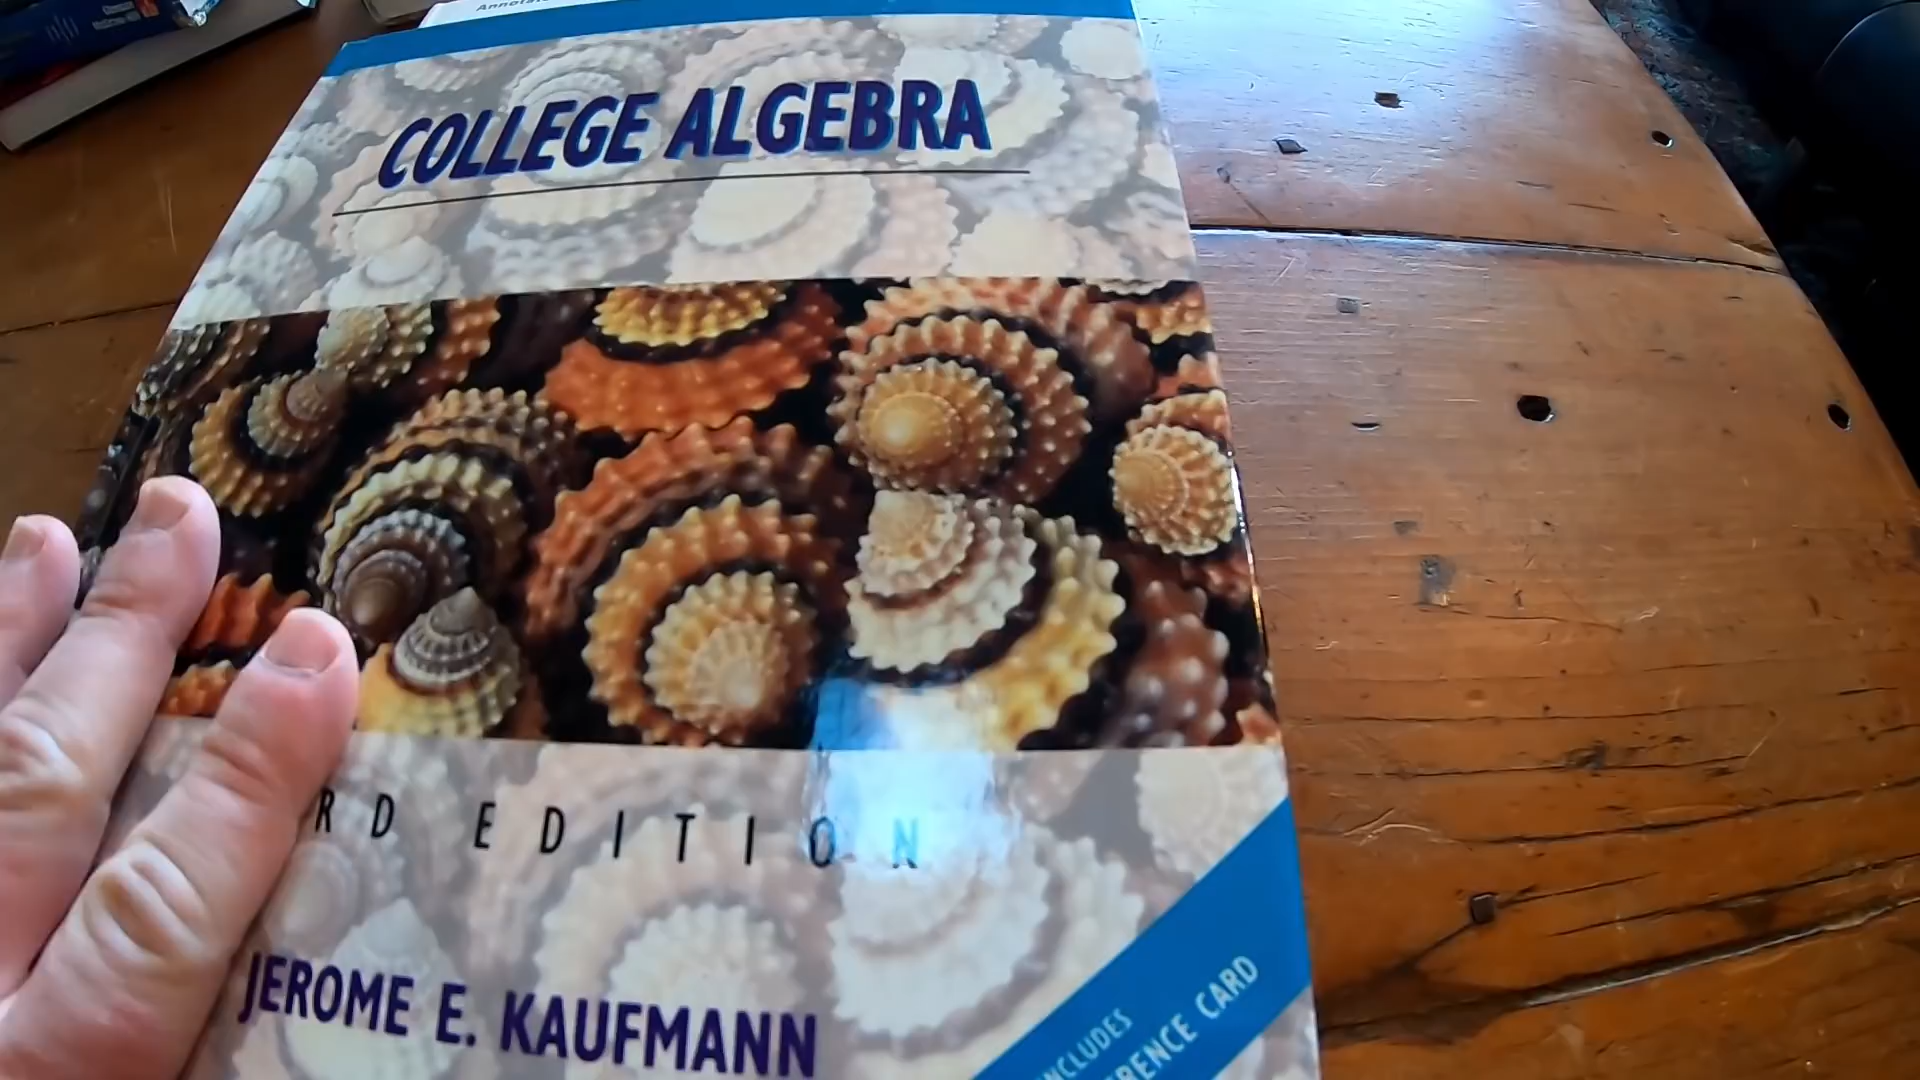 COLLEGE ALGEBRA
RD EDITION
JEROME E. KAUFMANN
INCLUDES
RENCE CARD